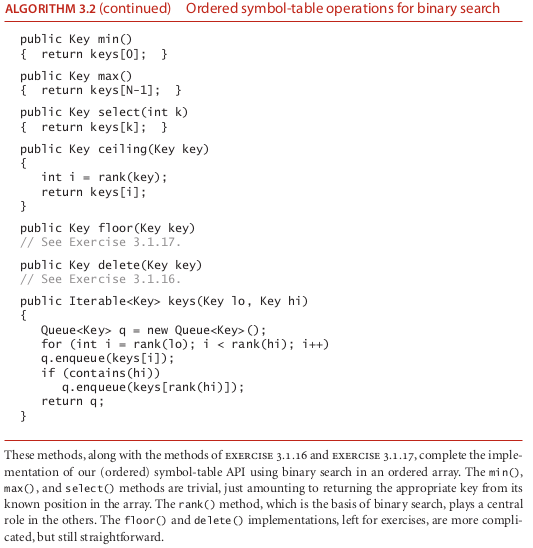 ALGORITHM 3.2 (continued) Ordered symbol-table operations for binary search
public Key min()
{ return keys[0]; }
public Key max()
{ return keys[N-1]; }
public Key select(int k)
{ return keys[k]; }
public Key ceiling(Key key)
{
int i = rank(key);
return keys[i];
}
public Key floor(Key key)
// See Exercise 3.1.17.
public Key delete(Key key)
// See Exercise 3.1.16.
public Iterable<Key> keys(Key lo, Key hi)
{
Queue<Key> q = new Queue<Key>();
for (int i = rank(lo); i < rank(hi); i++)
q.enqueue(keys[i]);
if (contains(hi))
q.enqueue(keys[rank(hi)]);
return q;
}
These methods, along with the methods of EXERCISE 3.1.16 and EXERCISE 3.1.17, complete the imple-
mentation of our (ordered) symbol-table API using binary search in an ordered array. The min(),
max(), and select() methods are trivial, just amounting to returning the appropriate key from its
known position in the array. The rank() method, which is the basis of binary search, plays a central
role in the others. The floor() and delete() implementations, left for exercises, are more compli-
cated, but still straightforward.